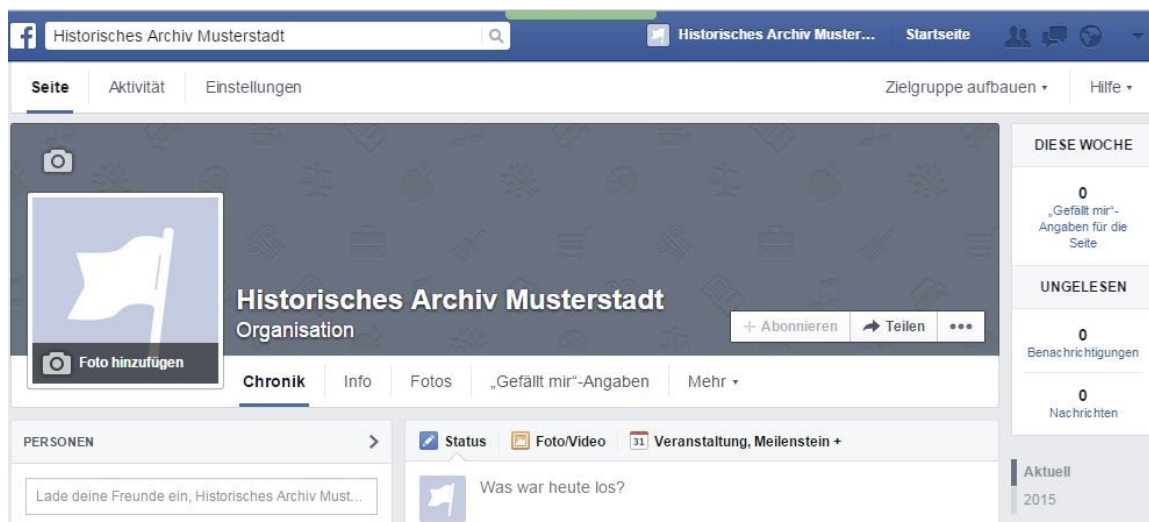 f Historisches Archiv Musterstadt Historisches Archiv Muster... Startseite
Seite Aktivität Einstellungen Zielgruppe aufbauen Hilfe
Historisches Archiv Musterstadt
Organisation
+ Abonnieren Teilen
Foto hinzufügen
Chronik Info Fotos „Gefällt mir“-Angaben Mehr
PERSONEN
Lade deine Freunde ein, Historisches Archiv Must...
Status Foto/Video 31 Veranstaltung, Meilenstein +
Was war heute los?
DIESE WOCHE
0
„Gefällt mir“-
Angaben für die
Seite
UNGELESEN
0
Benachrichtigungen
0
Nachrichten
Aktuell
2015